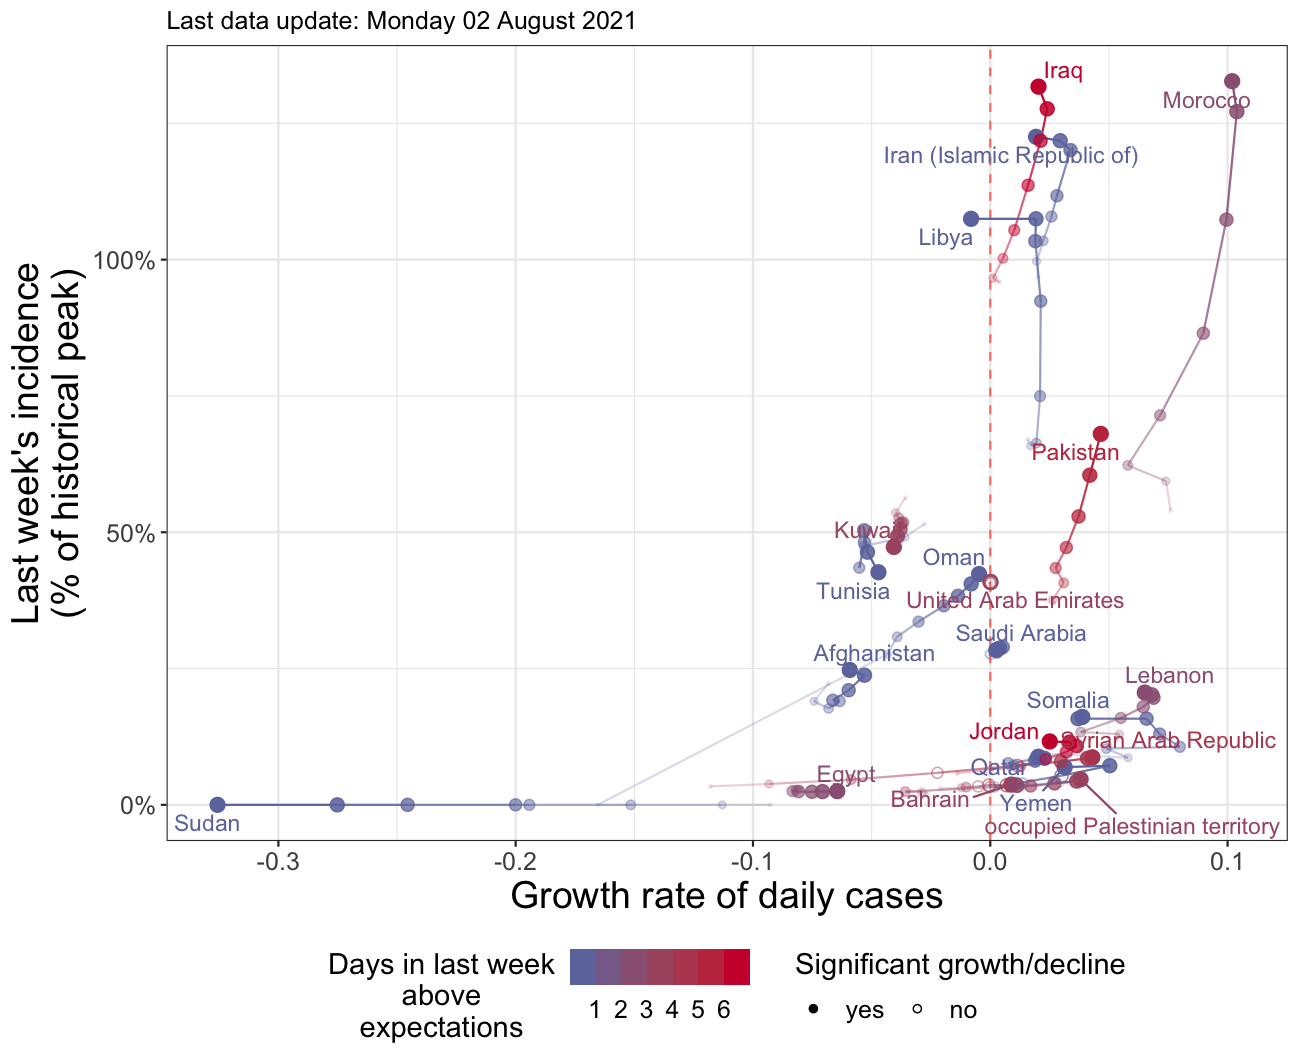 Last data update: Monday 02 August 2021
Last week's incidence
(% of historical peak)
100%
50%
0%
Iraq
Morocco
Iran (Islamic Republic of)
Libya
Pakistan
Kuwait
Oman
Tunisia
United Arab Emirates
Saudi Arabia
Afghanistan
Lebanon
Somalia
Jordan
Syrian Arab Republic
Qatar
Egypt
Bahrain
Yemen
Sudan
occupied Palestinian territory
-0.3
-0.2
-0.1
0.0
0.1
Growth rate of daily cases
Days in last week
above
expectations
1 2 3 4 5 6
Significant growth/decline
yes
no